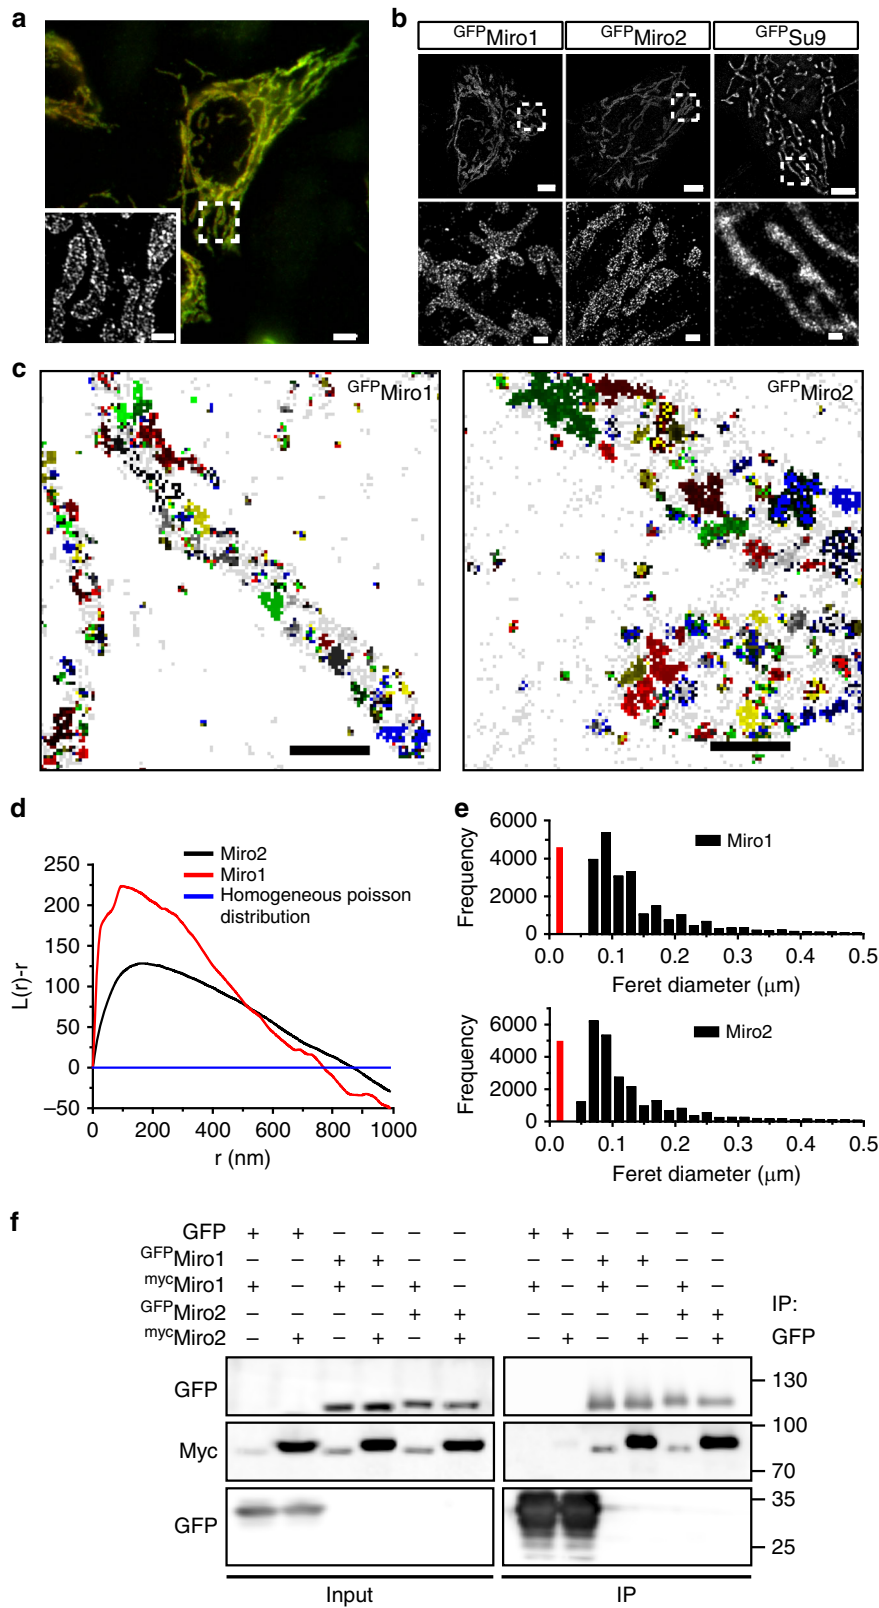 a
b
GFPMiro1 GFPMiro2 GFPSu9
c
GFPMiro1
GFPMiro2
d
250
200
150
100
50
0
–50
L(r)-r
Miro2
Miro1
Homogeneous poisson
distribution
0 200 400 600 800 1000
r (nm)
e
6000
4000
2000
0
Frequency
Miro1
0.0 0.1 0.2 0.3 0.4 0.5
Feret diameter (μm)
6000
4000
2000
0
Frequency
Miro2
0.0 0.1 0.2 0.3 0.4 0.5
Feret diameter (μm)
f
GFP + + – – – – + + – – – –
GFPMiro1 – – + + – – – – + + – –
mycMiro1 + – + – + – + – + – + –
GFPMiro2 – – – – + + – – – – + +
mycMiro2 – + – + – + – + – + – +
IP:
GFP
GFP
130
Myc
100
70
GFP
35
25
Input IP